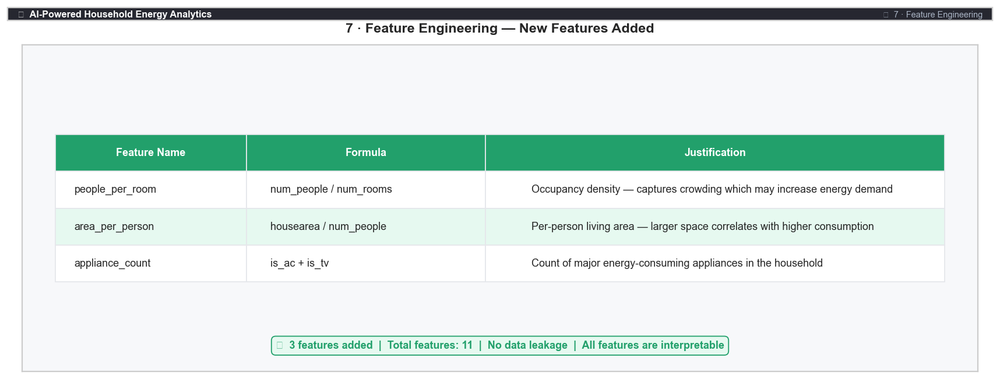 AI-Powered Household Energy Analytics
7 · Feature Engineering
7 · Feature Engineering — New Features Added
Feature Name Formula Justification
people_per_room num_people / num_rooms Occupancy density — captures crowding which may increase energy demand
area_per_person housearea / num_people Per-person living area — larger space correlates with higher consumption
appliance_count is_ac + is_tv Count of major energy-consuming appliances in the household
3 features added | Total features: 11 | No data leakage | All features are interpretable